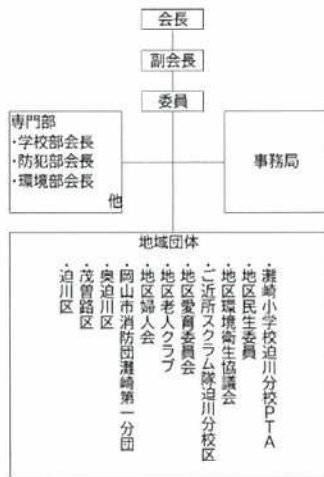 会長
副会長
委員
専門部
・学校部会長
・防犯部会長
・環境部会長
他
事務局
地域団体
・灘崎小学校迫川分校PTA
・地区民生委員
・地区環境衛生協議会
・ご近所スクラム隊迫川分校区
・地区愛育委員会
・地区老人クラブ
・地区婦人会
・岡山市消防団灘崎第一分団
・奥迫川区
・茂曽路区
・迫川区